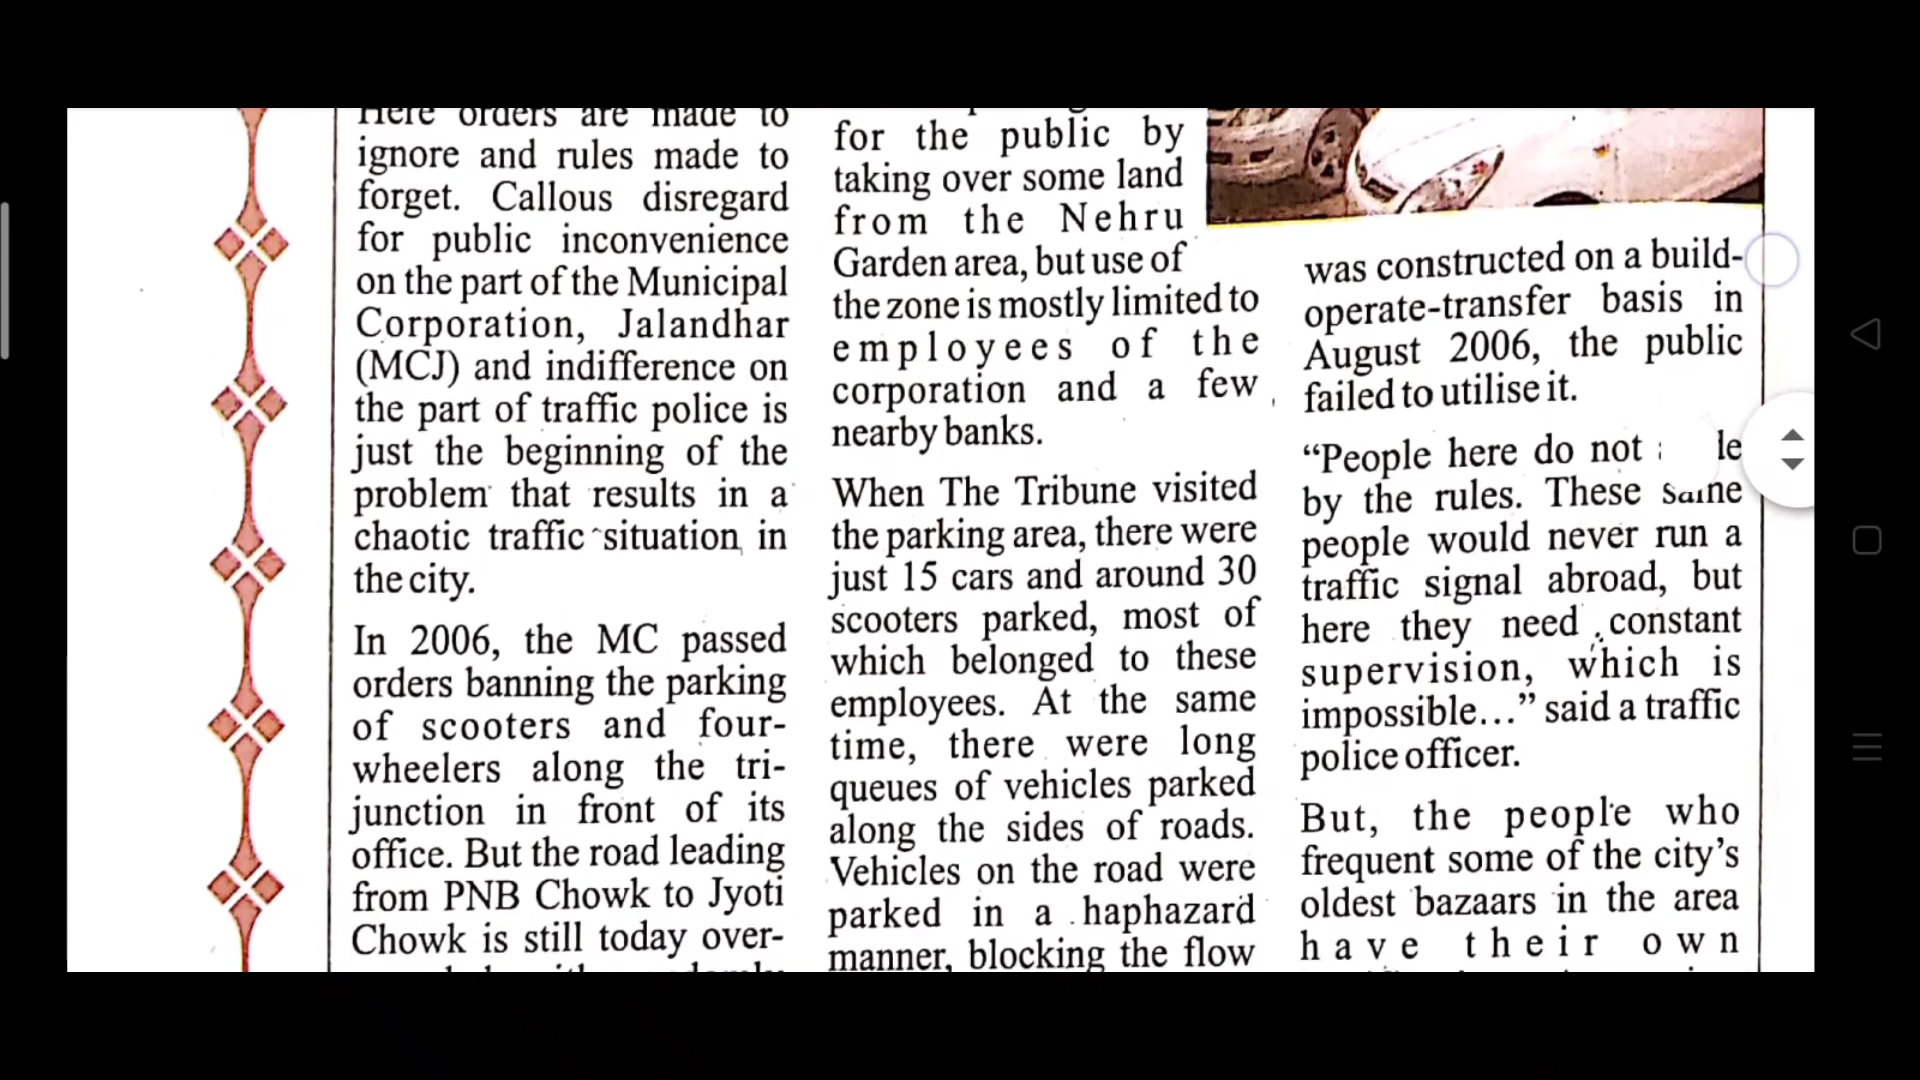 Here orders are made to
ignore and rules made to
forget. Callous disregard
for public inconvenience
on the part of the Municipal
Corporation, Jalandhar
(MCJ) and indifference on
the part of traffic police is
just the beginning of the
problem that results in a
chaotic traffic situation in
the city.
In 2006, the MC passed
orders banning the parking
of scooters and four-
wheelers along the tri-
junction in front of its
office. But the road leading
from PNB Chowk to Jyoti
Chowk is still today over-
for the public by
taking over some land
from the Nehru
Garden area, but use of
the zone is mostly limited to
employees of the
corporation and a few
nearby banks.
When The Tribune visited
the parking area, there were
just 15 cars and around 30
scooters parked, most of
which belonged to these
employees. At the same
time, there were long
queues of vehicles parked
along the sides of roads.
Vehicles on the road were
parked in a haphazard
manner, blocking the flow
was constructed on a build-
operate-transfer basis in
August 2006, the public
failed to utilise it.
“People here do not
by the rules. These same
people would never run a
traffic signal abroad, but
here they need constant
supervision, which is
impossible...” said a traffic
police officer.
But, the people who
frequent some of the city’s
oldest bazaars in the area
have their own